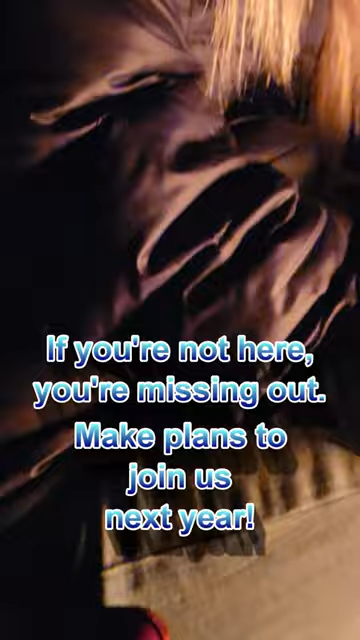 If you're not here,
you're missing out.
Make plans to
join us
next year!